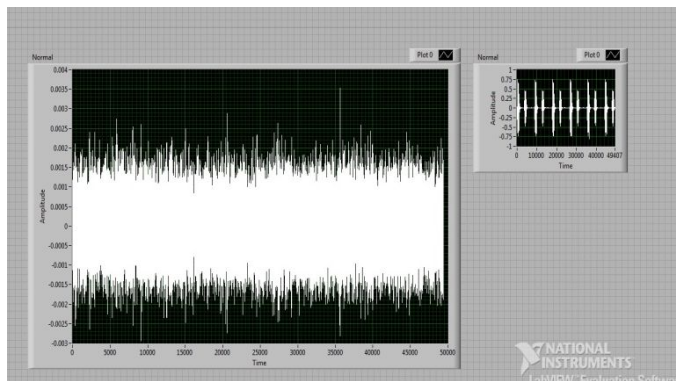 Normal
Plot 0
0.004
0.0035
0.003
0.0025
0.002
0.0015
0.001
0.0005
0
-0.0005
-0.001
-0.0015
-0.002
-0.0025
-0.003
Amplitude
0 5000 10000 15000 20000 25000 30000 35000 40000 45000 50000
Time
Normal
Plot 0
1
0.75
0.5
0.25
0
-0.25
-0.5
-0.75
-1
Amplitude
0 10000 20000 30000 40000 49407
Time
NATIONAL
INSTRUMENTS
LabVIEW Evaluation Software